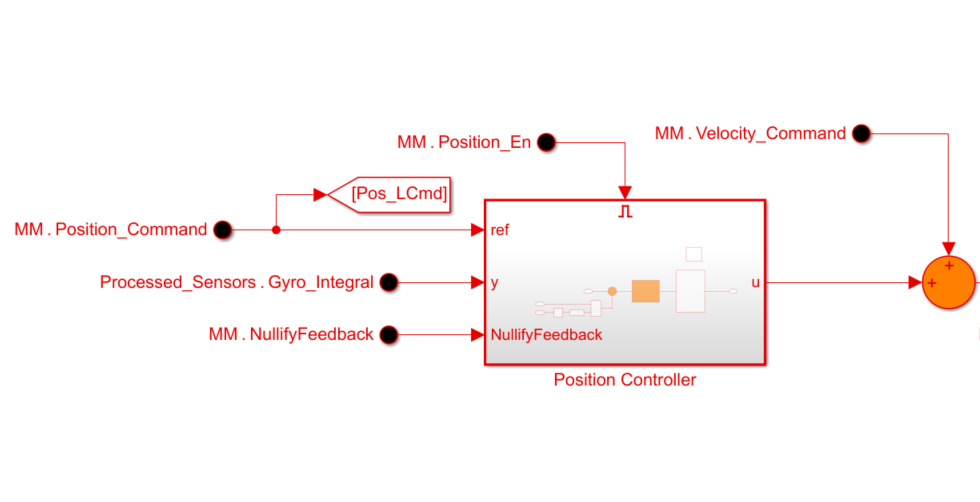 MM . Velocity_Command
MM . Position_En
[Pos_LCmd]
MM . Position_Command
ref
Processed_Sensors . Gyro_Integral
y
u
MM . NullifyFeedback
NullifyFeedback
Position Controller
+
+